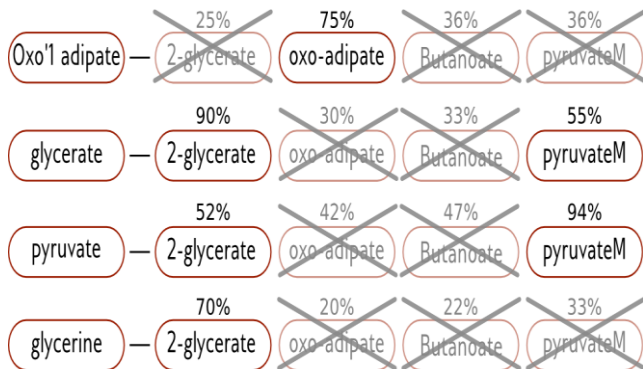 25% 75% 36% 36%
Oxo'1 adipate — 2-glycerate oxo-adipate Butanoate pyruvateM
90% 30% 33% 55%
glycerate — 2-glycerate oxo-adipate Butanoate pyruvateM
52% 42% 47% 94%
pyruvate — 2-glycerate oxo-adipate Butanoate pyruvateM
70% 20% 22% 33%
glycerine — 2-glycerate oxo-adipate Butanoate pyruvateM